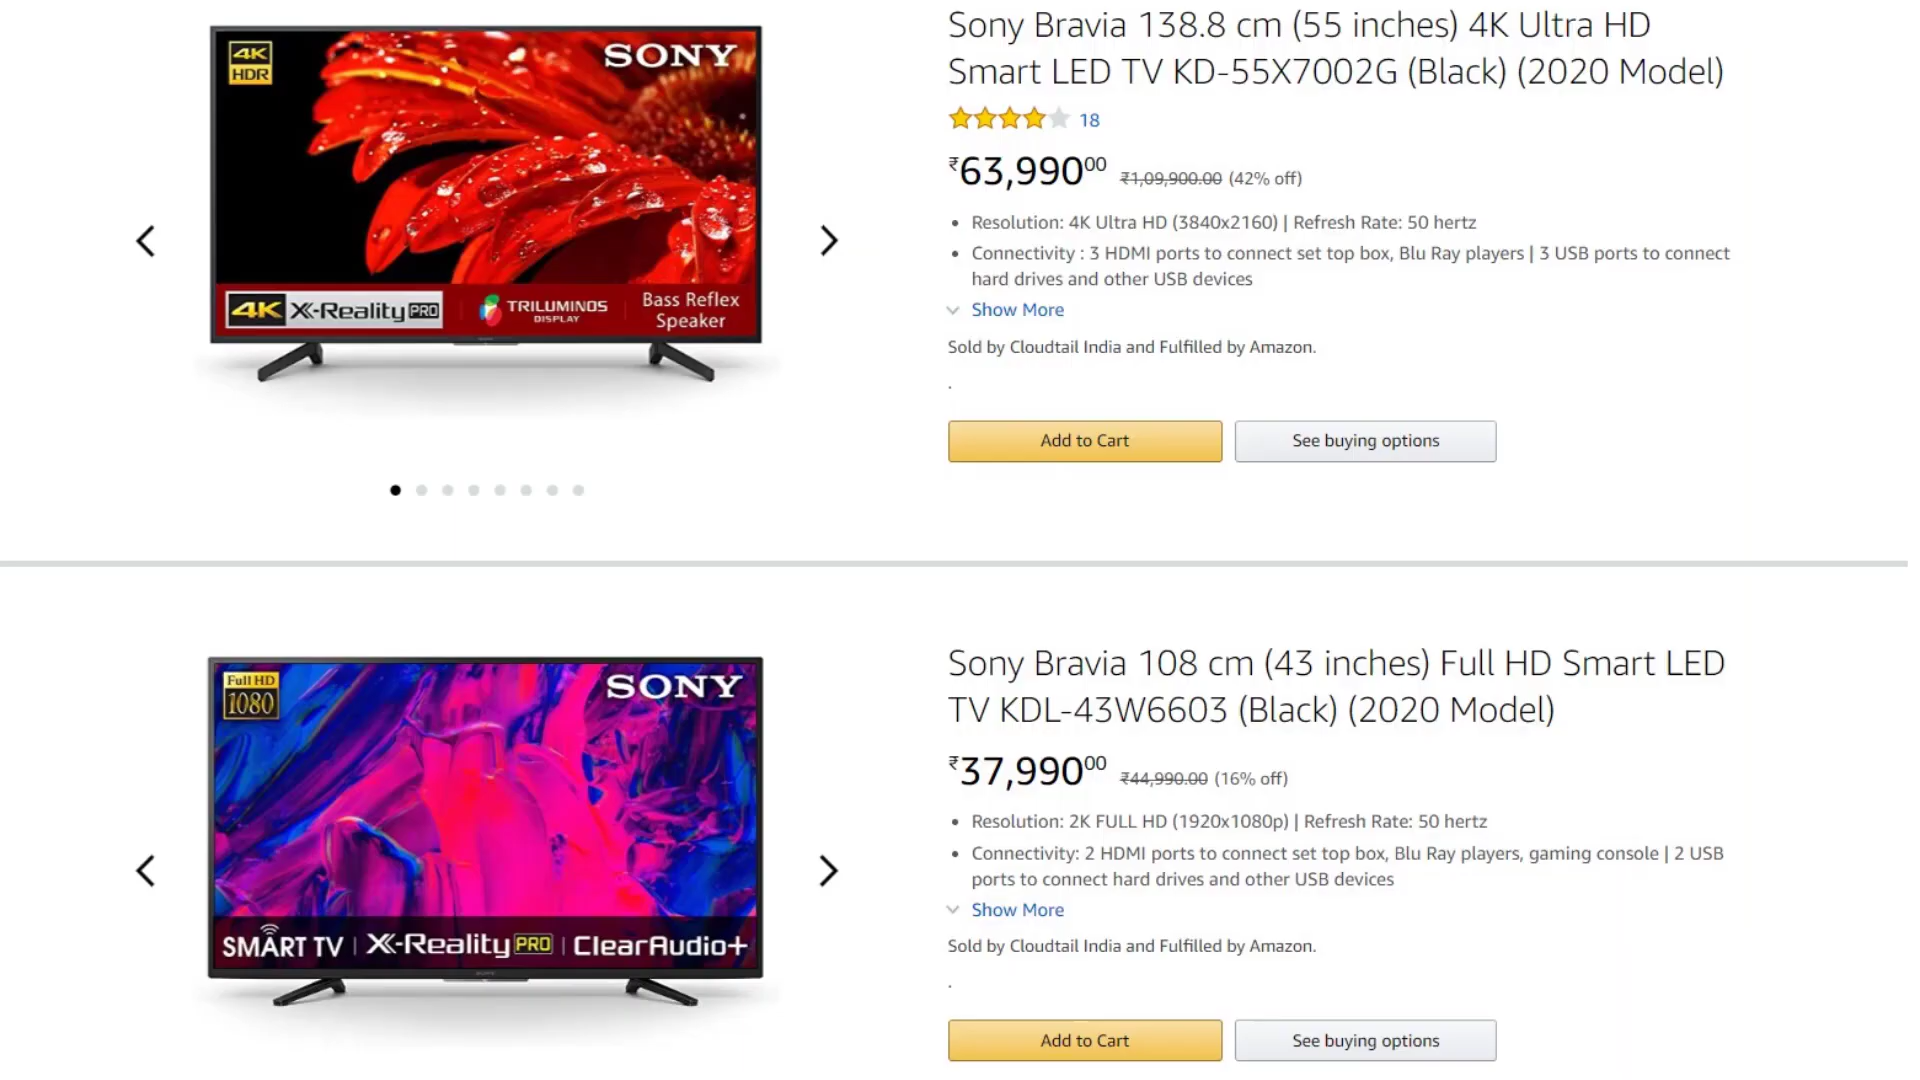 4K
HDR
SONY
4K X-Reality PRO
TRILUMINOS
DISPLAY
Bass Reflex
Speaker
Sony Bravia 138.8 cm (55 inches) 4K Ultra HD
Smart LED TV KD-55X7002G (Black) (2020 Model)
18
₹63,99000 ₹1,09,900.00 (42% off)
• Resolution: 4K Ultra HD (3840x2160) | Refresh Rate: 50 hertz
• Connectivity : 3 HDMI ports to connect set top box, Blu Ray players | 3 USB ports to connect
hard drives and other USB devices
Show More
Sold by Cloudtail India and Fulfilled by Amazon.
.
Add to Cart
See buying options
Full HD
1080
SONY
SMART TV | X-Reality PRO | ClearAudio+
SONY
Sony Bravia 108 cm (43 inches) Full HD Smart LED
TV KDL-43W6603 (Black) (2020 Model)
₹37,99000 ₹44,990.00 (16% off)
• Resolution: 2K FULL HD (1920x1080p) | Refresh Rate: 50 hertz
• Connectivity: 2 HDMI ports to connect set top box, Blu Ray players, gaming console | 2 USB
ports to connect hard drives and other USB devices
Show More
Sold by Cloudtail India and Fulfilled by Amazon.
.
Add to Cart
See buying options